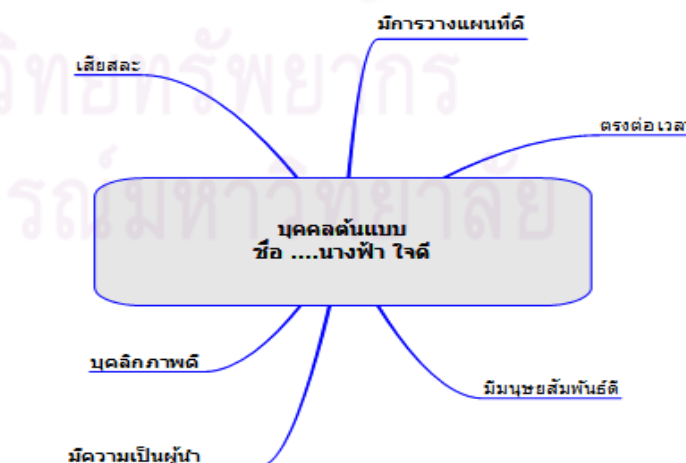 มีการวางแผนที่ดี
เสียสละ
ตรงต่อเวลา
บุคคลต้นแบบ
ชื่อ ....นางฟ้า ใจดี
บุคลิกภาพดี
มีมนุษยสัมพันธ์ดี
มีความเป็นผู้นำ